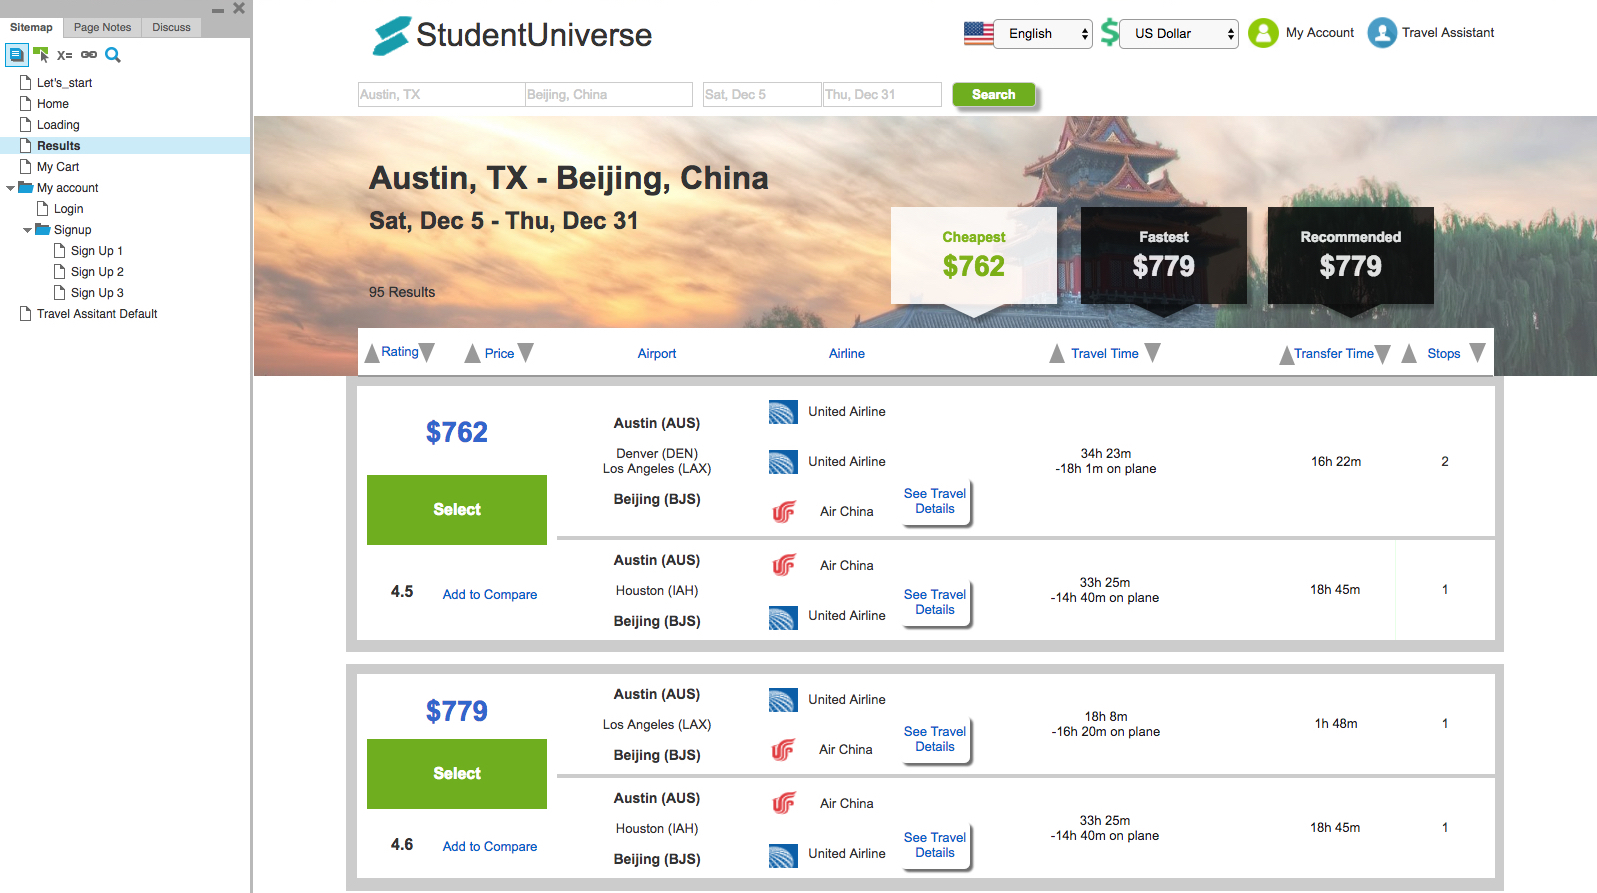 Sitemap
Page Notes
Discuss
X=
Let's_start
Home
Loading
Results
My Cart
My account
Login
Signup
Sign Up 1
Sign Up 2
Sign Up 3
Travel Assitant Default
StudentUniverse
English
$
US Dollar
My Account
Travel Assistant
Austin, TX
Beijing, China
Sat, Dec 5
Thu, Dec 31
Search
Austin, TX - Beijing, China
Sat, Dec 5 - Thu, Dec 31
95 Results
Cheapest
$762
Fastest
$779
Recommended
$779
Rating
Price
Airport
Airline
Travel Time
Transfer Time
Stops
$762
Select
4.5
Add to Compare
Austin (AUS)
Denver (DEN)
Los Angeles (LAX)
Beijing (BJS)
United Airline
United Airline
Air China
See Travel
Details
34h 23m
-18h 1m on plane
16h 22m
2
Austin (AUS)
Houston (IAH)
Beijing (BJS)
Air China
United Airline
See Travel
Details
33h 25m
-14h 40m on plane
18h 45m
1
$779
Select
4.6
Add to Compare
Austin (AUS)
Los Angeles (LAX)
Beijing (BJS)
United Airline
Air China
See Travel
Details
18h 8m
-16h 20m on plane
1h 48m
1
Austin (AUS)
Houston (IAH)
Beijing (BJS)
Air China
United Airline
See Travel
Details
33h 25m
-14h 40m on plane
18h 45m
1